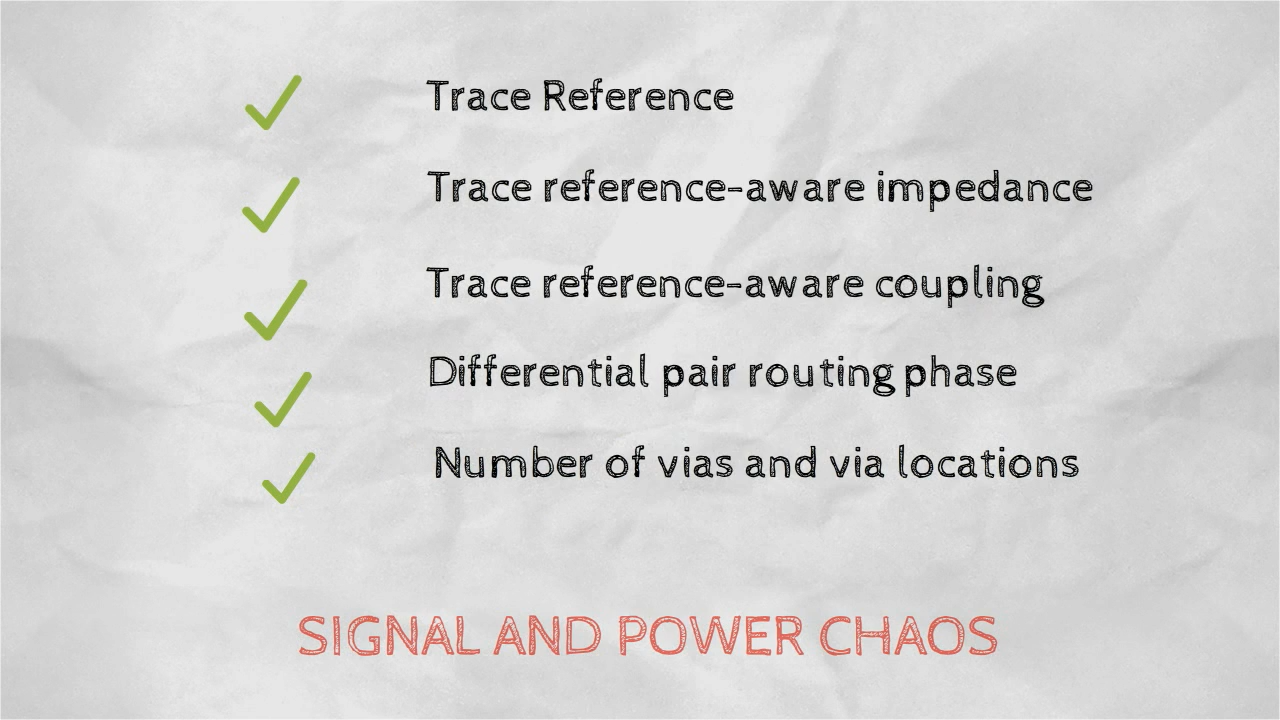 Trace Reference
Trace reference-aware impedance
Trace reference-aware coupling
Differential pair routing phase
Number of vias and via locations
SIGNAL AND POWER CHAOS